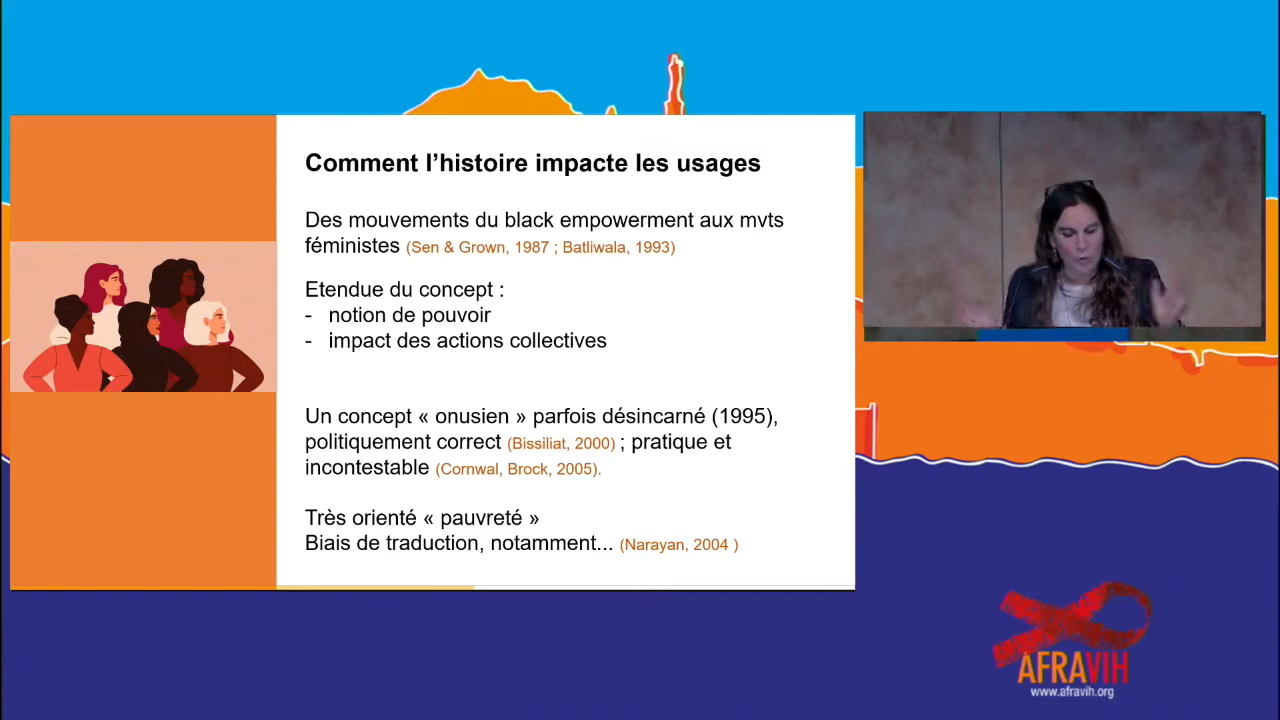 Comment l’histoire impacte les usages
Des mouvements du black empowerment aux mvts
féministes (Sen & Grown, 1987 ; Batliwala, 1993)
Etendue du concept :
- notion de pouvoir
- impact des actions collectives
Un concept « onusien » parfois désincarné (1995),
politiquement correct (Bissiliat, 2000) ; pratique et
incontestable (Cornwal, Brock, 2005).
Très orienté « pauvreté »
Biais de traduction, notamment... (Narayan, 2004 )
AFRAVIH
www.afravih.org